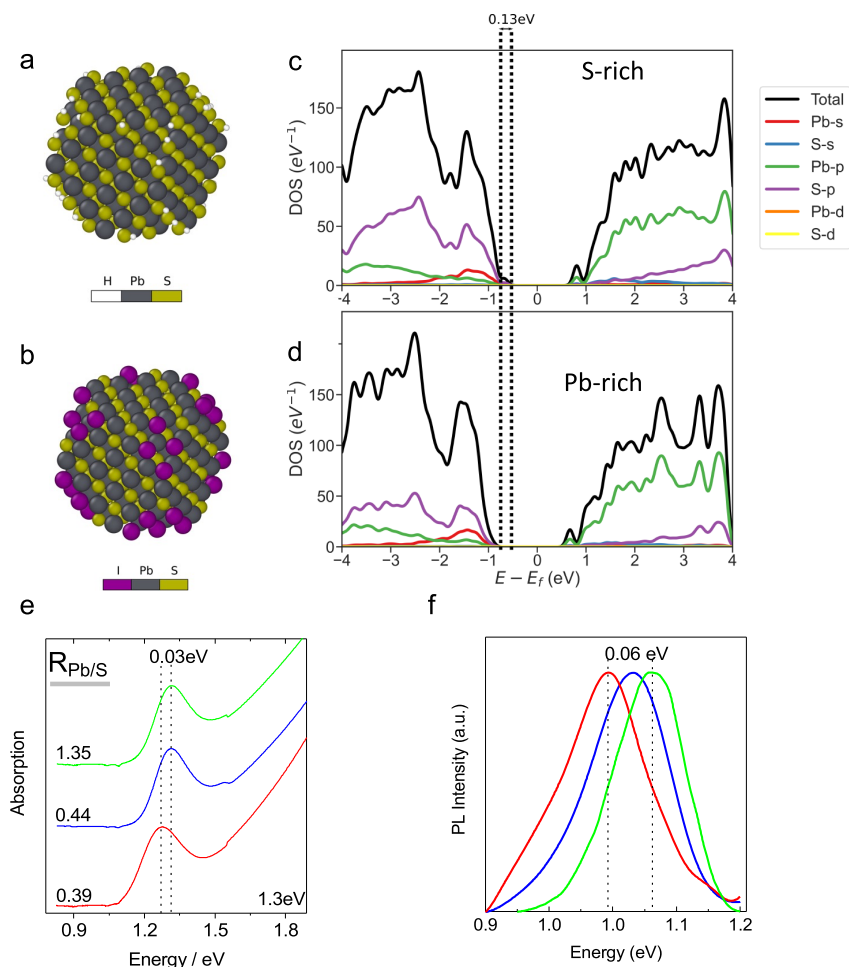 0.13eV
a
c
S-rich
150
100
50
0
DOS (eV⁻¹)
−4 −3 −2 −1 0 1 2 3 4
Total
Pb-s
S-s
Pb-p
S-p
Pb-d
S-d
H Pb S
b
d
Pb-rich
150
100
50
0
DOS (eV⁻¹)
−4 −3 −2 −1 0 1 2 3 4
E − E_f (eV)
I Pb S
e
R_Pb/S
0.03eV
1.35
0.44
0.39
1.3eV
Absorption
0.9 1.2 1.5 1.8
Energy / eV
f
0.06 eV
PL Intensity (a.u.)
0.9 1.0 1.0 1.1 1.2
Energy (eV)